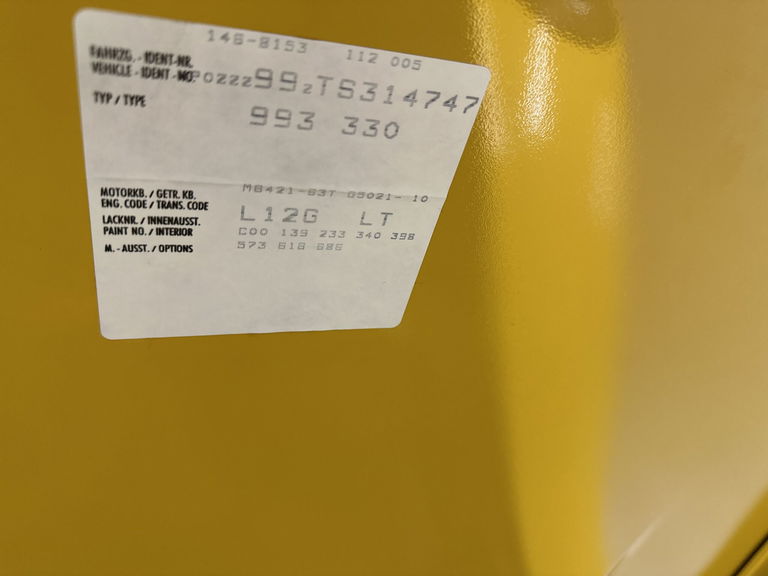 146-8153 112 005
FAHRZG. - IDENT-NR.
VEHICLE - IDENT - NO. P0ZZZ99ZTS314747
TYP / TYPE 993 330
MOTORKB. / GETR. KB.
ENG. CODE / TRANS. CODE M6421-63T G5021- 10
LACKNR. / INNENAUSST.
PAINT NO. / INTERIOR L12G LT
C00 139 233 340 396
M. - AUSST. / OPTIONS 573 618 686